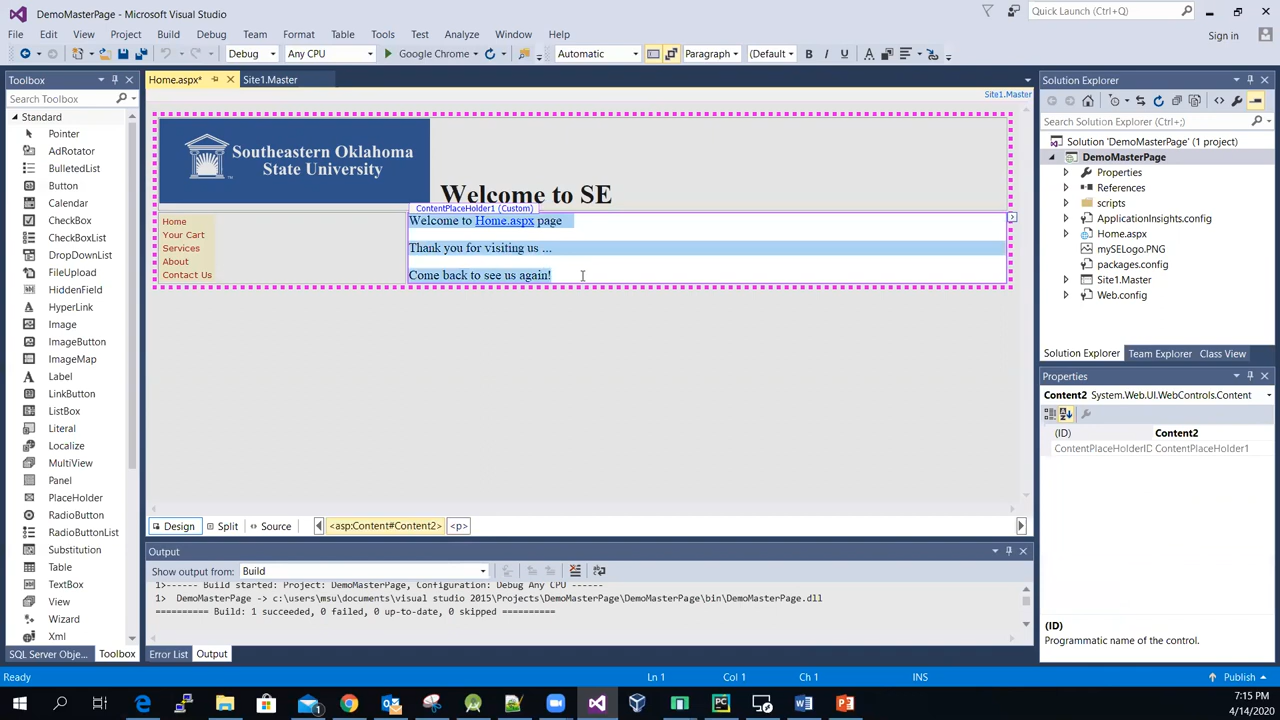 DemoMasterPage - Microsoft Visual Studio
Quick Launch (Ctrl+Q)
File Edit View Project Build Debug Team Format Table Tools Test Analyze Window Help
Sign in
Debug Any CPU Google Chrome Automatic Paragraph (Default B I U A
Toolbox
Search Toolbox
Standard
Pointer
AdRotator
BulletedList
Button
Calendar
CheckBox
CheckBoxList
DropDownList
FileUpload
HiddenField
HyperLink
Image
ImageButton
ImageMap
Label
LinkButton
ListBox
Literal
Localize
MultiView
Panel
PlaceHolder
RadioButton
RadioButtonList
Substitution
Table
TextBox
View
Wizard
Xml
SQL Server Obje... Toolbox
Home.aspx* Site1.Master
Site1.Master
Southeastern Oklahoma
State University
Welcome to SE
ContentPlaceHolder1 (Custom)
Home
Your Cart
Services
About
Contact Us
Welcome to Home.aspx page
Thank you for visiting us ...
Come back to see us again!
Design Split Source <asp:Content#Content2> <p>
Output
Show output from: Build
1>------ Build started: Project: DemoMasterPage, Configuration: Debug Any CPU ------
1> DemoMasterPage -> c:\users\msu\documents\visual studio 2015\Projects\DemoMasterPage\DemoMasterPage\bin\DemoMasterPage.dll
========== Build: 1 succeeded, 0 failed, 0 up-to-date, 0 skipped ==========
Error List Output
Solution Explorer
Search Solution Explorer (Ctrl+;)
Solution 'DemoMasterPage' (1 project)
DemoMasterPage
Properties
References
scripts
ApplicationInsights.config
Home.aspx
mySELogo.PNG
packages.config
Site1.Master
Web.config
Solution Explorer Team Explorer Class View
Properties
Content2 System.Web.UI.WebControls.Content
(ID) Content2
ContentPlaceHolderID ContentPlaceHolder1
(ID)
Programmatic name of the control.
Ready Ln 1 Col 1 Ch 1 INS Publish
7:15 PM
4/14/2020